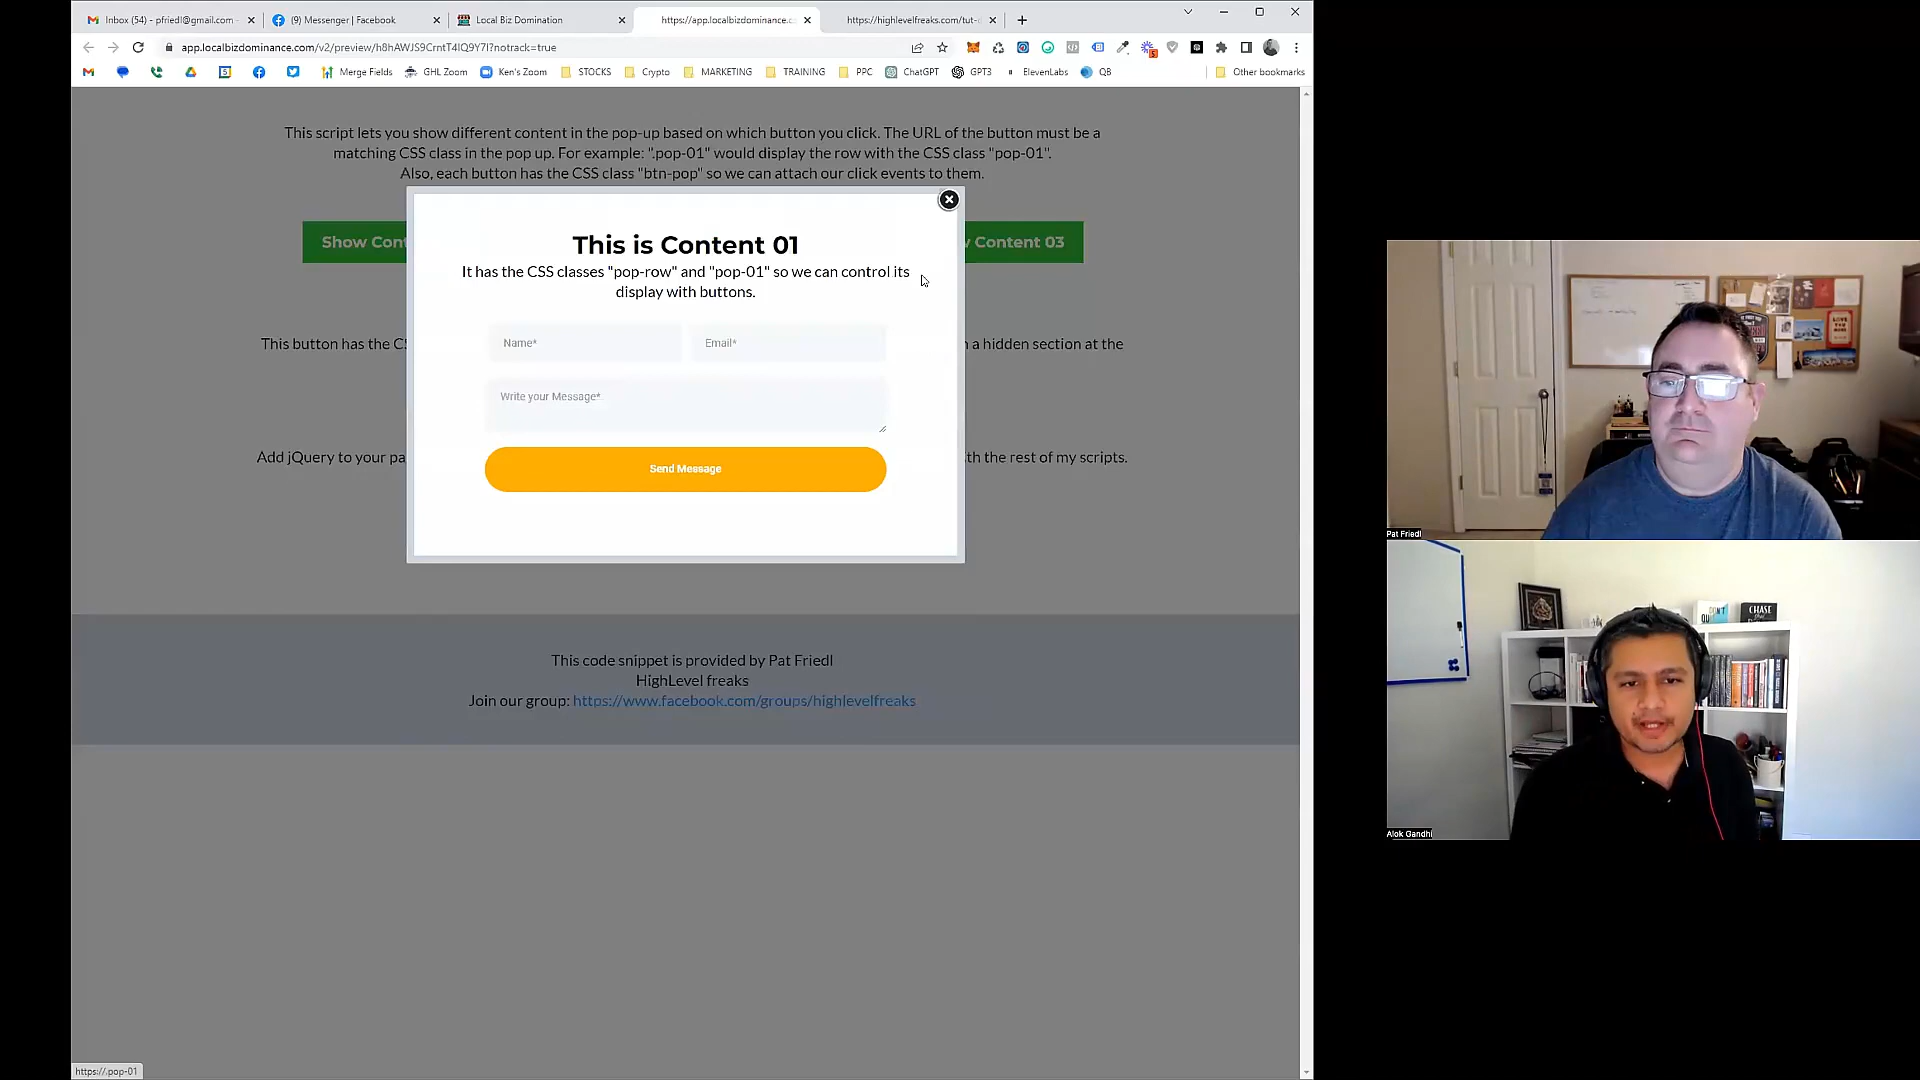 Inbox (54) - pfriedl@gmail.com
(9) Messenger | Facebook
Local Biz Domination
https://app.localbizdominance.c
https://highlevelfreaks.com/tut-
app.localbizdominance.com/v2/preview/h8hAWJS9CrntT4IQ9Y7I?notrack=true
Merge Fields
GHL Zoom
Ken's Zoom
STOCKS
Crypto
MARKETING
TRAINING
PPC
ChatGPT
GPT3
ElevenLabs
QB
Other bookmarks
This script lets you show different content in the pop-up based on which button you click. The URL of the button must be a
matching CSS class in the pop up. For example: ".pop-01" would display the row with the CSS class "pop-01".
Also, each button has the CSS class "btn-pop" so we can attach our click events to them.
Show Cont
w Content 03
This is Content 01
It has the CSS classes "pop-row" and "pop-01" so we can control its
display with buttons.
This button has the CS
n a hidden section at the
Name*
Email*
Write your Message*
Add jQuery to your pa
th the rest of my scripts.
Send Message
This code snippet is provided by Pat Friedl
HighLevel freaks
Join our group: https://www.facebook.com/groups/highlevelfreaks
https://.pop-01
Pat Friedl
CHASE
Alok Gandhi